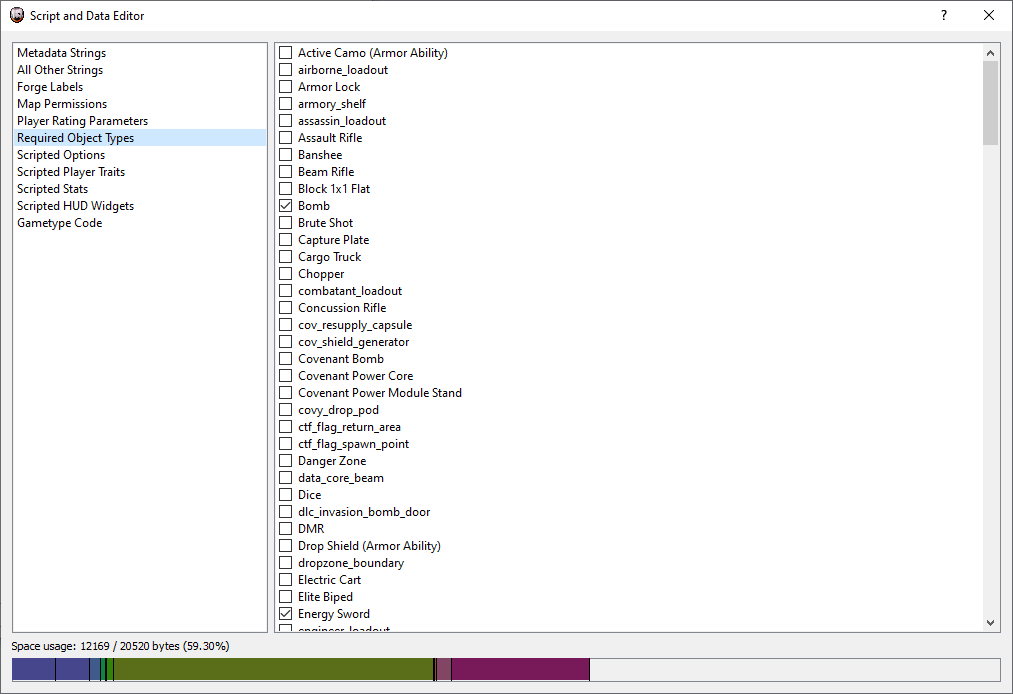 Script and Data Editor
?
Metadata Strings
All Other Strings
Forge Labels
Map Permissions
Player Rating Parameters
Required Object Types
Scripted Options
Scripted Player Traits
Scripted Stats
Scripted HUD Widgets
Gametype Code
Active Camo (Armor Ability)
airborne_loadout
Armor Lock
armory_shelf
assassin_loadout
Assault Rifle
Banshee
Beam Rifle
Block 1x1 Flat
Bomb
Brute Shot
Capture Plate
Cargo Truck
Chopper
combatant_loadout
Concussion Rifle
cov_resupply_capsule
cov_shield_generator
Covenant Bomb
Covenant Power Core
Covenant Power Module Stand
covy_drop_pod
ctf_flag_return_area
ctf_flag_spawn_point
Danger Zone
data_core_beam
Dice
dlc_invasion_bomb_door
DMR
Drop Shield (Armor Ability)
dropzone_boundary
Electric Cart
Elite Biped
Energy Sword
engineer_loadout
Space usage: 12169 / 20520 bytes (59.30%)